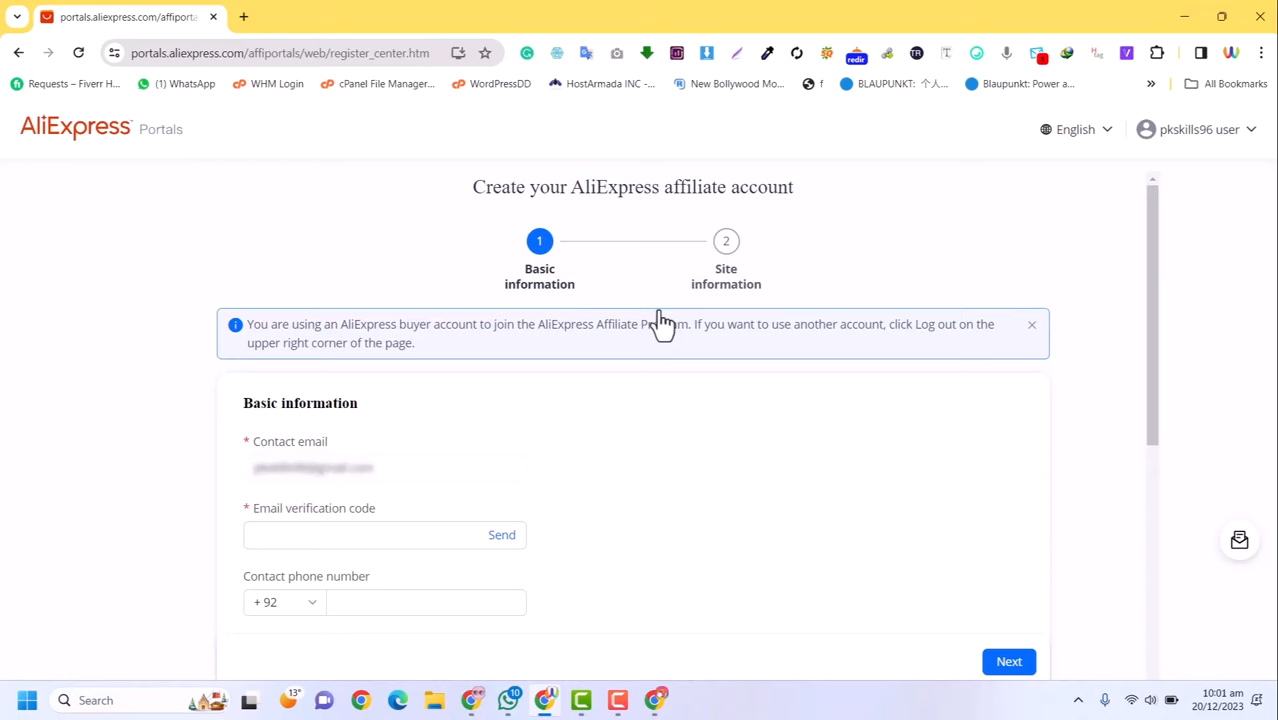 portals.aliexpress.com/affiporta
portals.aliexpress.com/affiportals/web/register_center.htm
redir
TR
T
1
H tag
Requests – Fiverr H...
(1) WhatsApp
WHM Login
cPanel File Manager...
WordPressDD
HostArmada INC -...
New Bollywood Mo...
f
BLAUPUNKT: 个人...
Blaupunkt: Power a...
»
All Bookmarks
AliExpress Portals
English
pkskills96 user
Create your AliExpress affiliate account
1
2
Basic
information
Site
information
You are using an AliExpress buyer account to join the AliExpress Affiliate P m. If you want to use another account, click Log out on the
upper right corner of the page.
Basic information
* Contact email
* Email verification code
Send
Contact phone number
+ 92
Next
Search
13°
10
10:01 am
20/12/2023